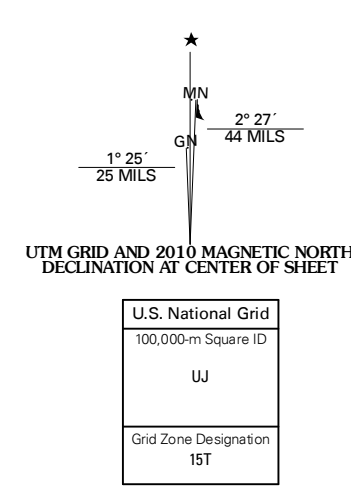 ★
MN
GN
2° 27´
44 MILS
1° 25´
25 MILS
UTM GRID AND 2010 MAGNETIC NORTH
DECLINATION AT CENTER OF SHEET
U.S. National Grid
100,000-m Square ID
UJ
Grid Zone Designation
15T